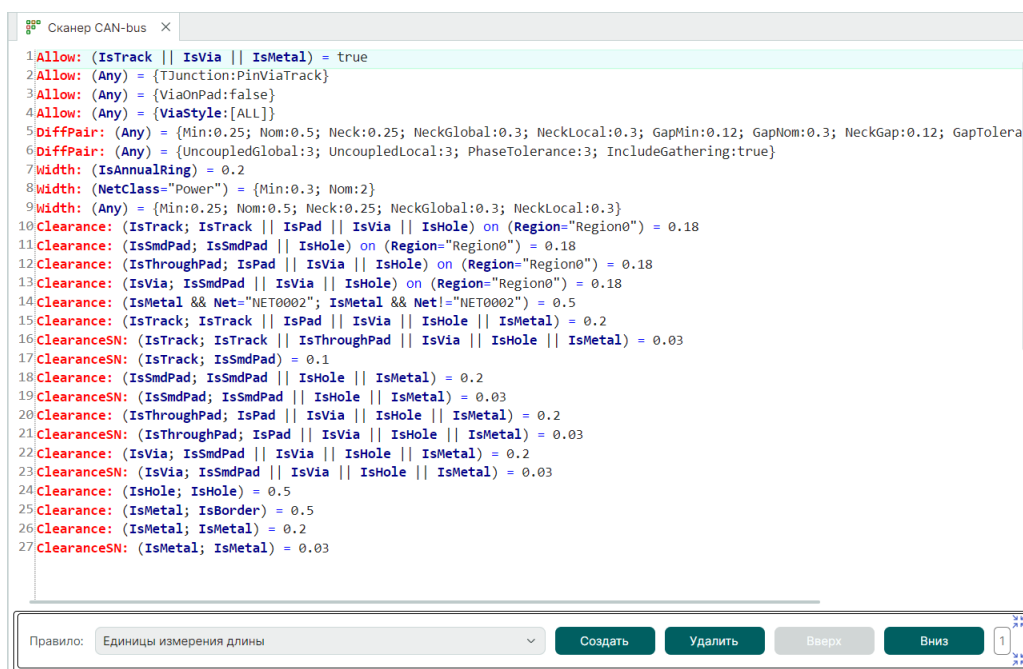 Сканер CAN-bus
1 Allow: (IsTrack || IsVia || IsMetal) = true
2 Allow: (Any) = {TJunction:PinViaTrack}
3 Allow: (Any) = {ViaOnPad:false}
4 Allow: (Any) = {ViaStyle:[ALL]}
5 DiffPair: (Any) = {Min:0.25; Nom:0.5; Neck:0.25; NeckGlobal:0.3; NeckLocal:0.3; GapMin:0.12; GapNom:0.3; NeckGap:0.12; GapTolera
6 DiffPair: (Any) = {UncoupledGlobal:3; UncoupledLocal:3; PhaseTolerance:3; IncludeGathering:true}
7 Width: (IsAnnualRing) = 0.2
8 Width: (NetClass="Power") = {Min:0.3; Nom:2}
9 Width: (Any) = {Min:0.25; Nom:0.5; Neck:0.25; NeckGlobal:0.3; NeckLocal:0.3}
10 Clearance: (IsTrack; IsTrack || IsPad || IsVia || IsHole) on (Region="Region0") = 0.18
11 Clearance: (IsSmdPad; IsSmdPad || IsHole) on (Region="Region0") = 0.18
12 Clearance: (IsThroughPad; IsPad || IsVia || IsHole) on (Region="Region0") = 0.18
13 Clearance: (IsVia; IsSmdPad || IsVia || IsHole) on (Region="Region0") = 0.18
14 Clearance: (IsMetal && Net="NET0002"; IsMetal && Net!="NET0002") = 0.5
15 Clearance: (IsTrack; IsTrack || IsPad || IsVia || IsHole || IsMetal) = 0.2
16 ClearanceSN: (IsTrack; IsTrack || IsThroughPad || IsVia || IsHole || IsMetal) = 0.03
17 ClearanceSN: (IsTrack; IsSmdPad) = 0.1
18 Clearance: (IsSmdPad; IsSmdPad || IsHole || IsMetal) = 0.2
19 ClearanceSN: (IsSmdPad; IsSmdPad || IsHole || IsMetal) = 0.03
20 Clearance: (IsThroughPad; IsPad || IsVia || IsHole || IsMetal) = 0.2
21 ClearanceSN: (IsThroughPad; IsPad || IsVia || IsHole || IsMetal) = 0.03
22 Clearance: (IsVia; IsSmdPad || IsVia || IsHole || IsMetal) = 0.2
23 ClearanceSN: (IsVia; IsSmdPad || IsVia || IsHole || IsMetal) = 0.03
24 Clearance: (IsHole; IsHole) = 0.5
25 Clearance: (IsMetal; IsBorder) = 0.5
26 Clearance: (IsMetal; IsMetal) = 0.2
27 ClearanceSN: (IsMetal; IsMetal) = 0.03
Правило: Единицы измерения длины Создать Удалить Вверх Вниз 1